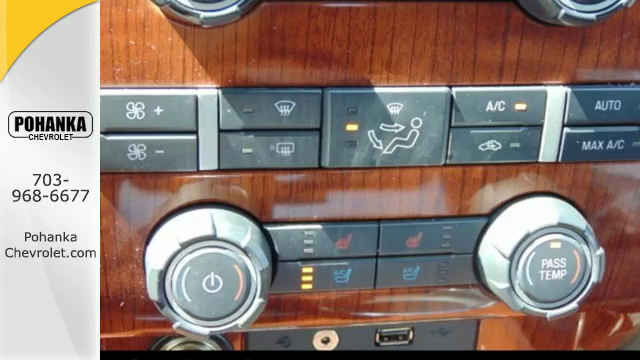 POHANKA
CHEVROLET
703-
968-6677
Pohanka
Chevrolet.com
+
A/C
AUTO
-
MAX A/C
A/C
A/C
PASS
TEMP